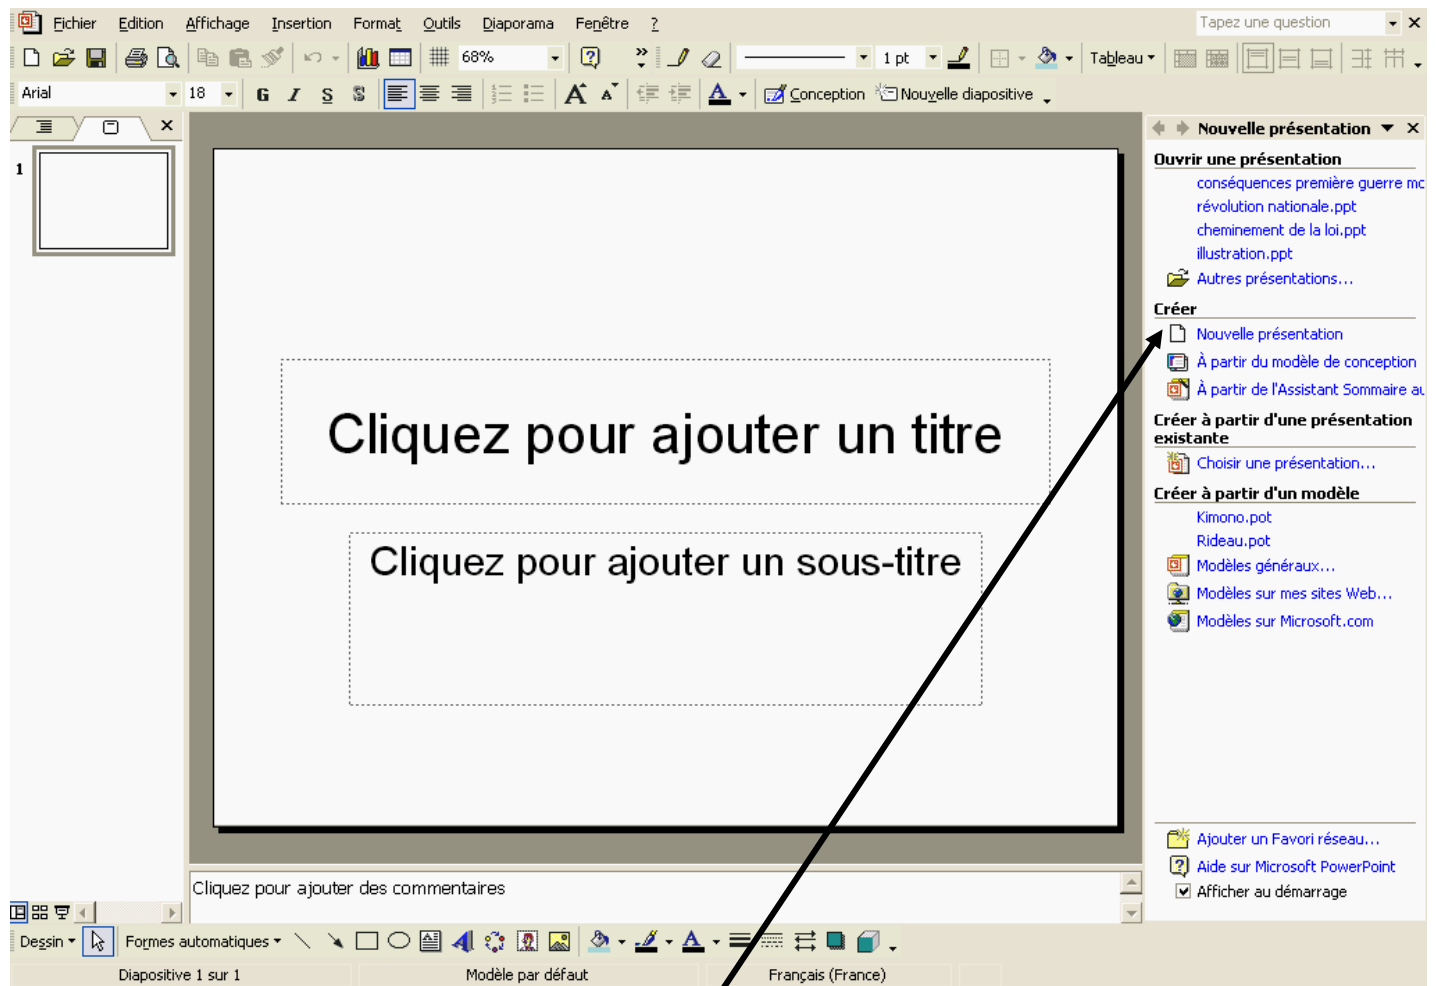 Fichier Edition Affichage Insertion Format Outils Diaporama Fenêtre ? Tapez une question
68% 1 pt Tableau
Arial 18 G I S S Conception Nouvelle diapositive
1
Cliquez pour ajouter un titre
Cliquez pour ajouter un sous-titre
Cliquez pour ajouter des commentaires
Nouvelle présentation
Ouvrir une présentation
conséquences première guerre mc
révolution nationale.ppt
cheminement de la loi.ppt
illustration.ppt
Autres présentations...
Créer
Nouvelle présentation
À partir du modèle de conception
À partir de l'Assistant Sommaire au
Créer à partir d'une présentation
existante
Choisir une présentation...
Créer à partir d'un modèle
Kimono.pot
Rideau.pot
Modèles généraux...
Modèles sur mes sites Web...
Modèles sur Microsoft.com
Ajouter un Favori réseau...
Aide sur Microsoft PowerPoint
Afficher au démarrage
Dessin Formes automatiques
Diapositive 1 sur 1 Modèle par défaut Français (France)